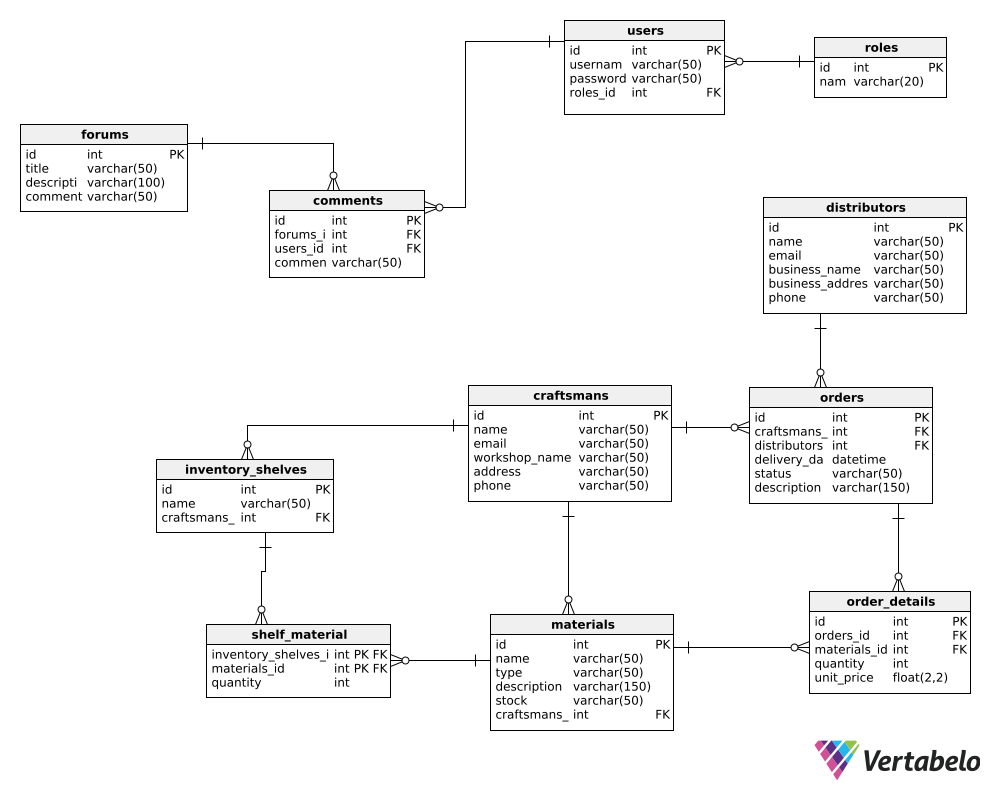 users
id int PK
usernam varchar(50)
password varchar(50)
roles_id int FK
roles
id int PK
nam varchar(20)
forums
id int PK
title varchar(50)
descripti varchar(100)
comment varchar(50)
comments
id int PK
forums_i int FK
users_id int FK
commen varchar(50)
distributors
id int PK
name varchar(50)
email varchar(50)
business_name varchar(50)
business_addres varchar(50)
phone varchar(50)
craftsmans
id int PK
name varchar(50)
email varchar(50)
workshop_name varchar(50)
address varchar(50)
phone varchar(50)
orders
id int PK
craftsmans_ int FK
distributors int FK
delivery_da datetime
status varchar(50)
description varchar(150)
inventory_shelves
id int PK
name varchar(50)
craftsmans_ int FK
shelf_material
inventory_shelves_i int PK FK
materials_id int PK FK
quantity int
materials
id int PK
name varchar(50)
type varchar(50)
description varchar(150)
stock varchar(50)
craftsmans_ int FK
order_details
id int PK
orders_id int FK
materials_id int FK
quantity int
unit_price float(2,2)
Vertabelo